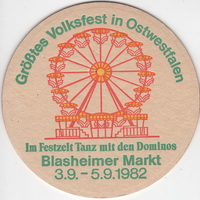 Größtes Volksfest in Ostwestfalen
Im Festzelt Tanz mit den Dominos
Blasheimer Markt
3.9.–5.9.1982